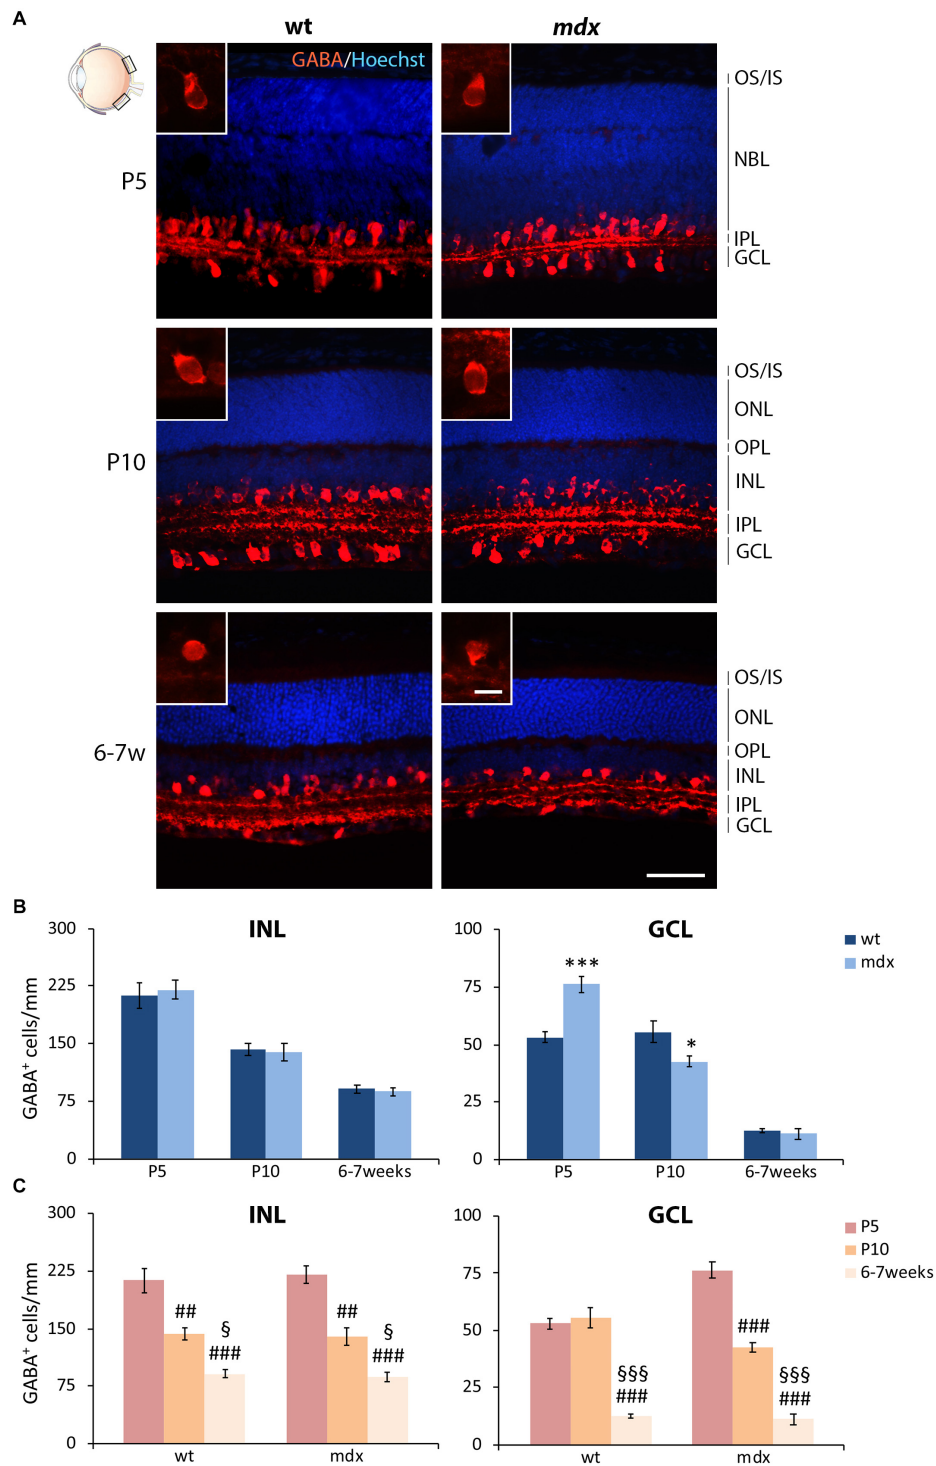 A
wt
mdx
GABA/Hoechst
P5
OS/IS
NBL
IPL
GCL
P10
OS/IS
ONL
OPL
INL
IPL
GCL
6-7w
OS/IS
ONL
OPL
INL
IPL
GCL
B
INL
GABA⁺ cells/mm
300
225
150
75
0
P5
P10
6-7weeks
GCL
100
75
50
25
0
***
*
P5
P10
6-7weeks
wt
mdx
C
INL
GABA⁺ cells/mm
300
225
150
75
0
##
§
###
##
§
###
wt
mdx
GCL
100
75
50
25
0
§§§
###
###
§§§
###
wt
mdx
P5
P10
6-7weeks